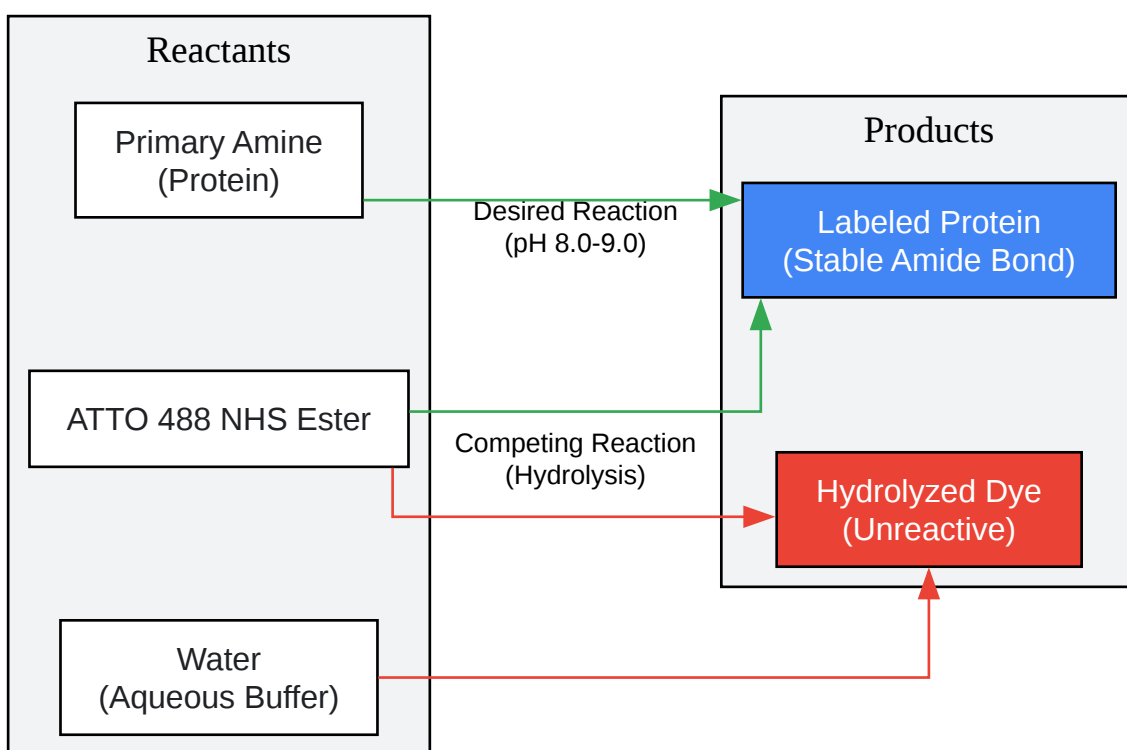 Reactants
Primary Amine
(Protein)
ATTO 488 NHS Ester
Water
(Aqueous Buffer)
Desired Reaction
(pH 8.0-9.0)
Competing Reaction
(Hydrolysis)
Products
Labeled Protein
(Stable Amide Bond)
Hydrolyzed Dye
(Unreactive)